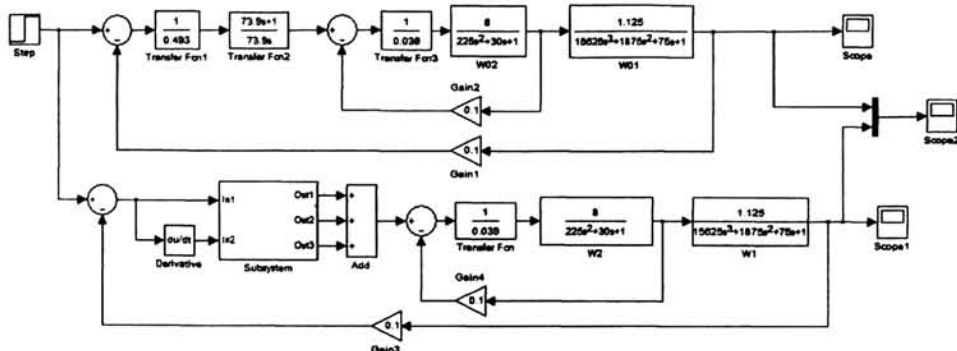 Step
1
0.493
Transfer Fcn1
73.9s+1
73.9s
Transfer Fcn2
1
0.039
Transfer Fcn3
8
225s²+30s+1
W02
1.125
15625s³+1875s²+75s+1
W01
Scope
Gain2
0.1
0.1
Gain1
Scope2
In1
In2
Out1
Out2
Out3
Subsystem
du/dt
Derivative
Add
1
0.039
Transfer Fcn
8
225s²+30s+1
W2
1.125
15625s³+1875s²+75s+1
W1
Scope1
Gain4
0.1
0.1
Gain3